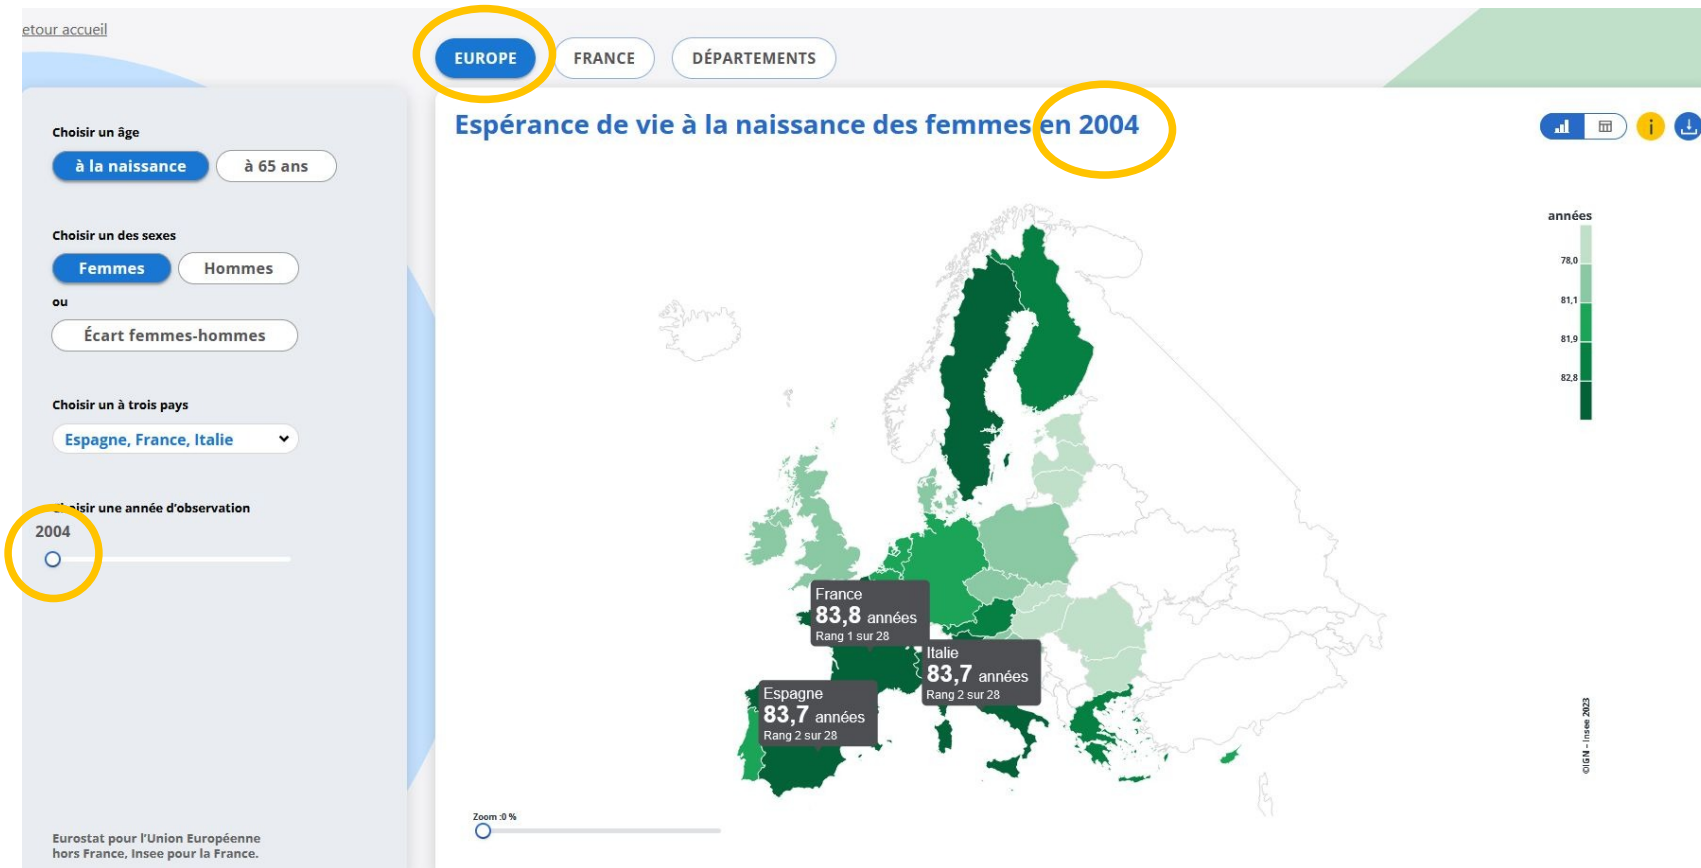 etour accueil
EUROPE
FRANCE
DÉPARTEMENTS
Choisir un âge
à la naissance
à 65 ans
Choisir un des sexes
Femmes
Hommes
ou
Écart femmes-hommes
Choisir un à trois pays
Espagne, France, Italie
Choisir une année d'observation
2004
Eurostat pour l'Union Européenne
hors France, Insee pour la France.
Espérance de vie à la naissance des femmes en 2004
i
années
78,0
81,1
81,9
82,8
France
83,8 années
Rang 1 sur 28
Italie
83,7 années
Rang 2 sur 28
Espagne
83,7 années
Rang 2 sur 28
©IGN – Insee 2023
Zoom :0 %